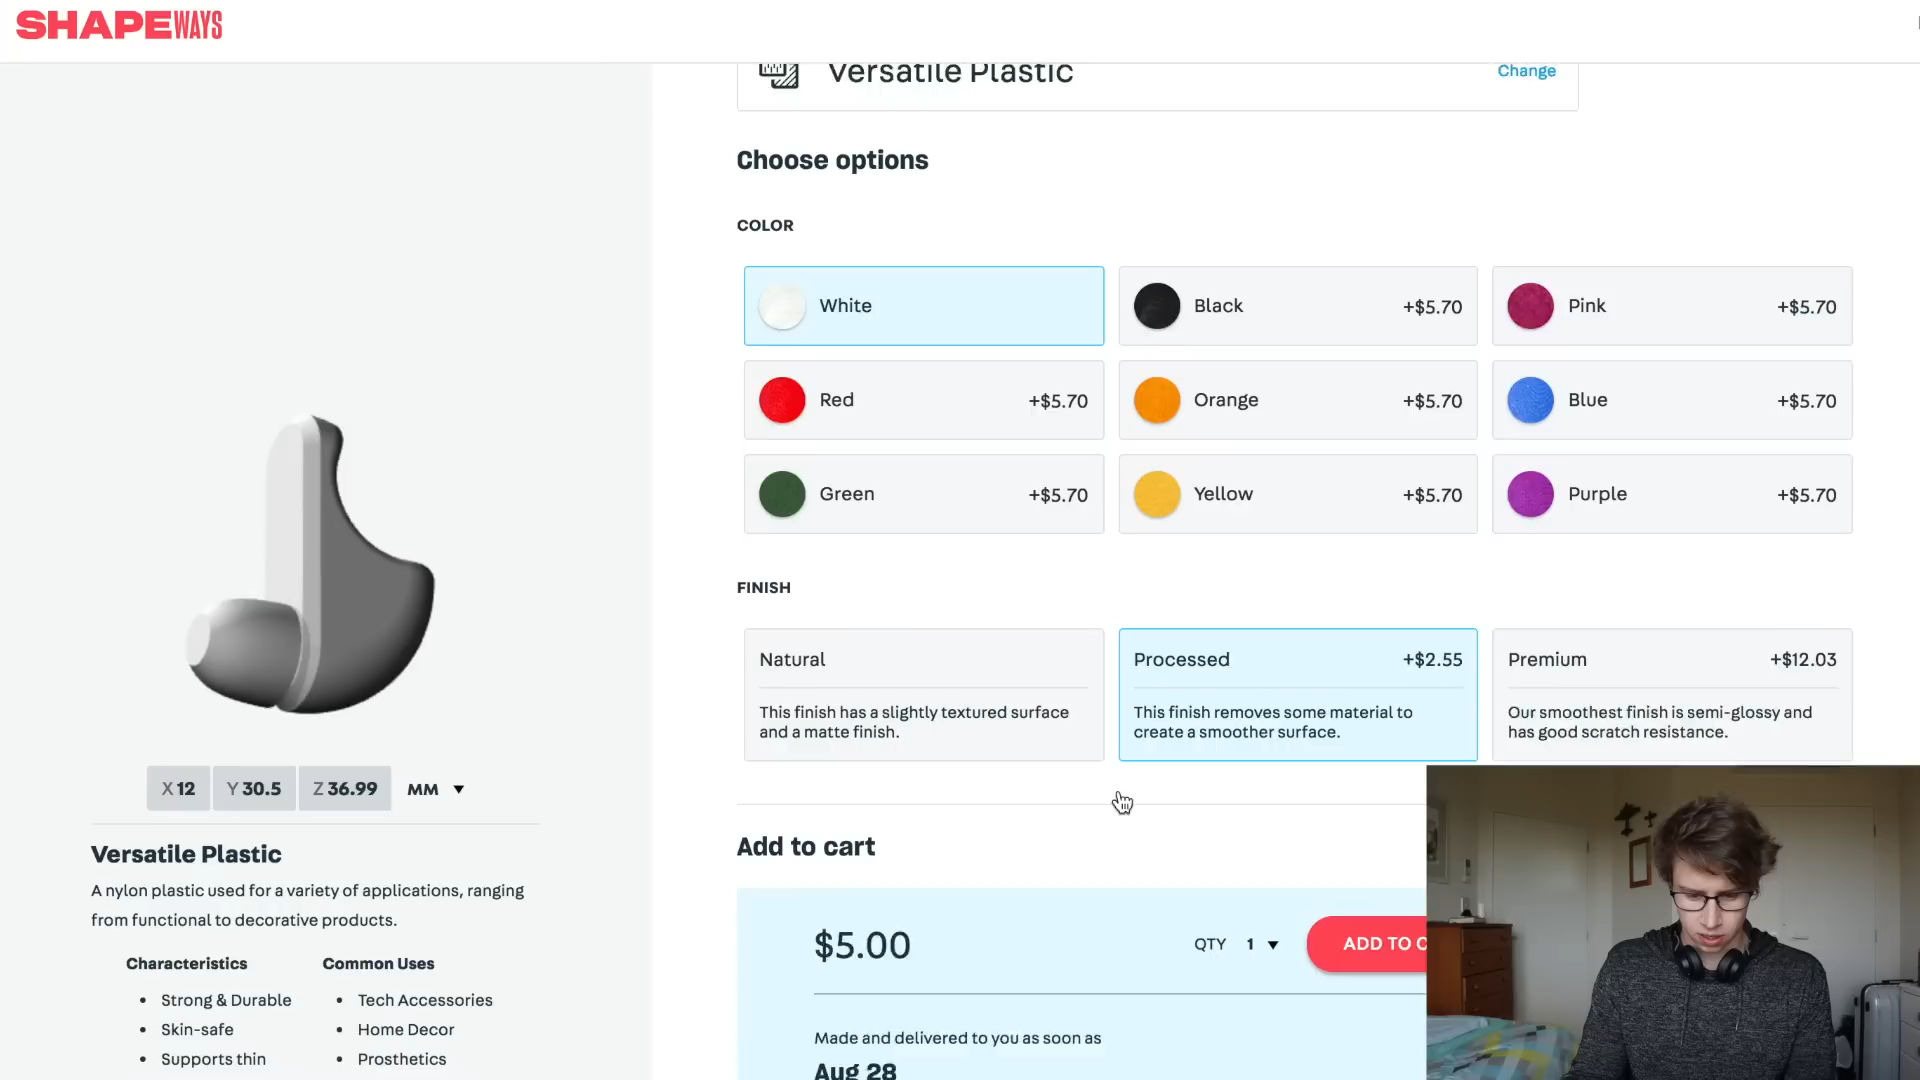 SHAPEWAYS
Versatile Plastic
Change
Choose options
COLOR
White
Black +$5.70
Pink +$5.70
Red +$5.70
Orange +$5.70
Blue +$5.70
Green +$5.70
Yellow +$5.70
Purple +$5.70
FINISH
Natural
This finish has a slightly textured surface
and a matte finish.
Processed +$2.55
This finish removes some material to
create a smoother surface.
Premium +$12.03
Our smoothest finish is semi-glossy and
has good scratch resistance.
X 12 Y 30.5 Z 36.99 MM
Versatile Plastic
A nylon plastic used for a variety of applications, ranging
from functional to decorative products.
Characteristics
Strong & Durable
Skin-safe
Supports thin
Common Uses
Tech Accessories
Home Decor
Prosthetics
Add to cart
$5.00
QTY 1
ADD TO
Made and delivered to you as soon as
Aug 28